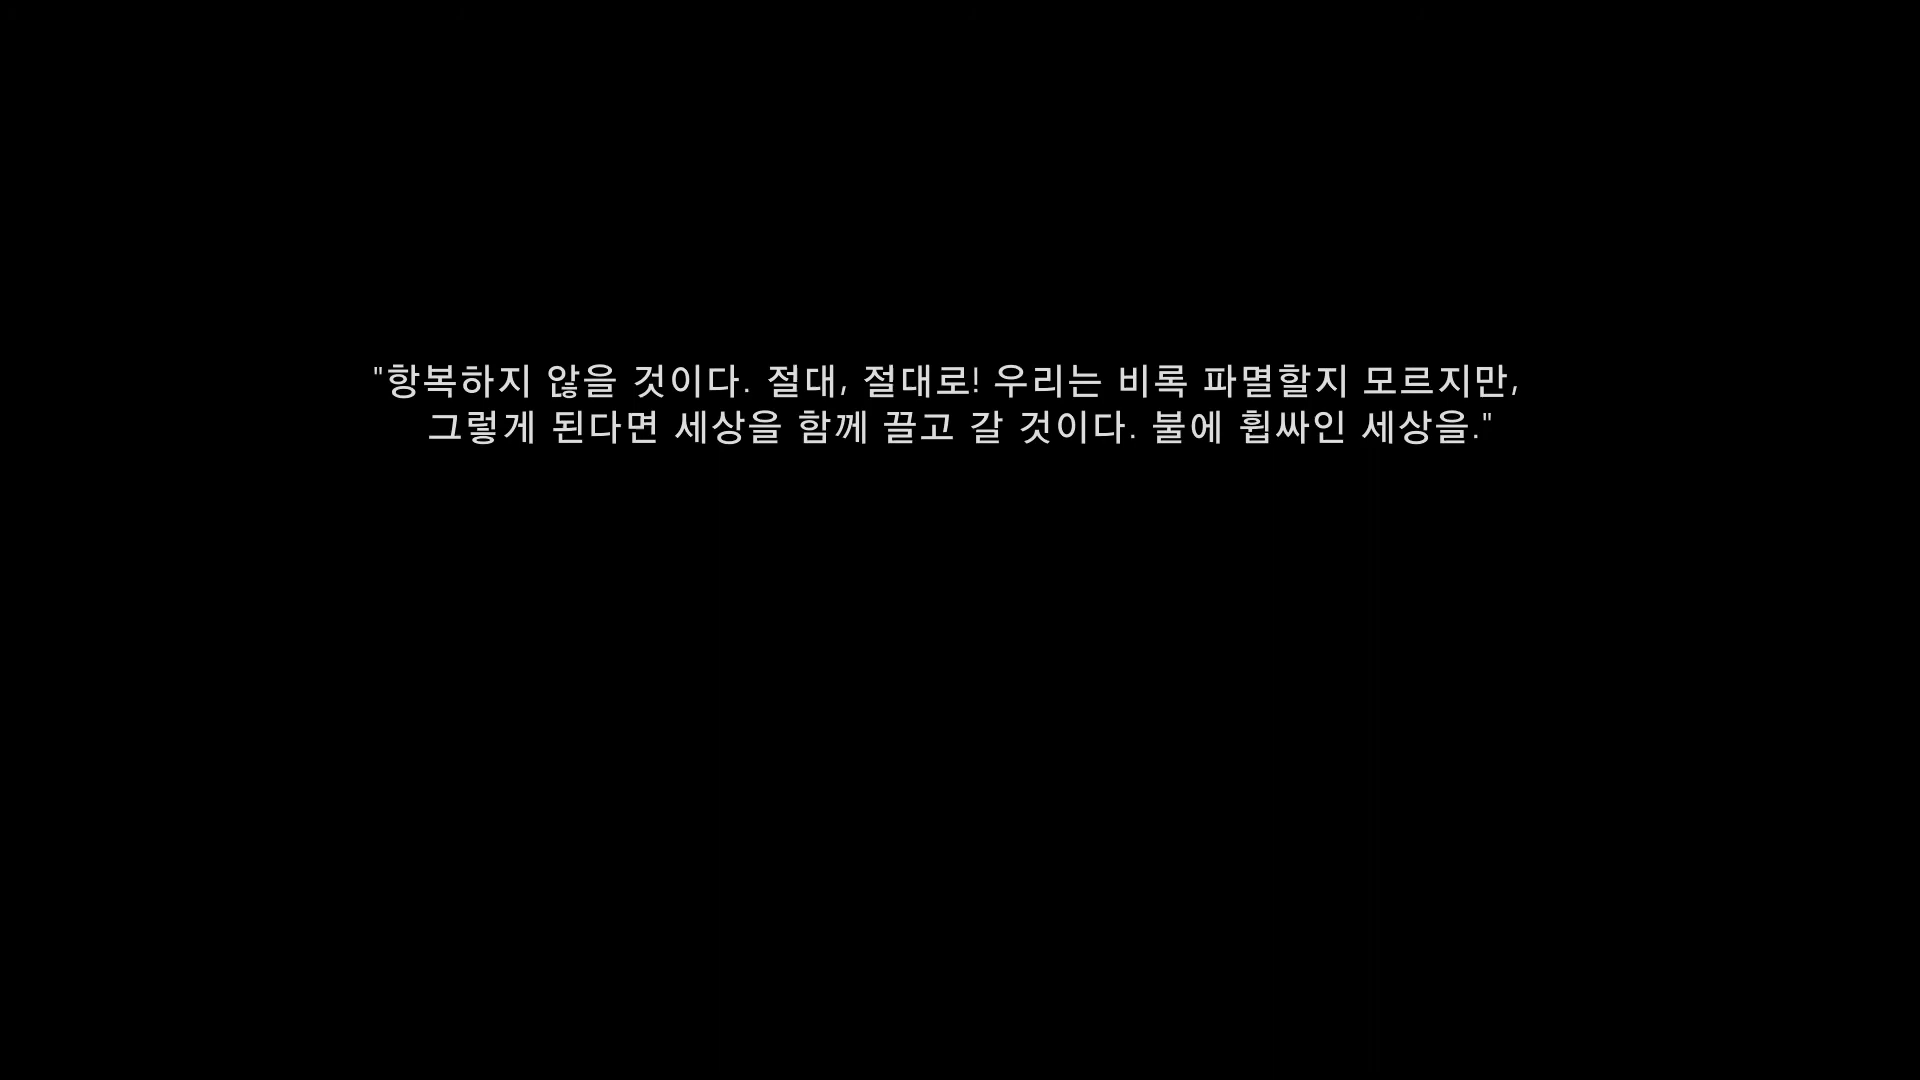 "항복하지 않을 것이다. 절대, 절대로! 우리는 비록 파멸할지 모르지만,
그렇게 된다면 세상을 함께 끌고 갈 것이다. 불에 휩싸인 세상을."